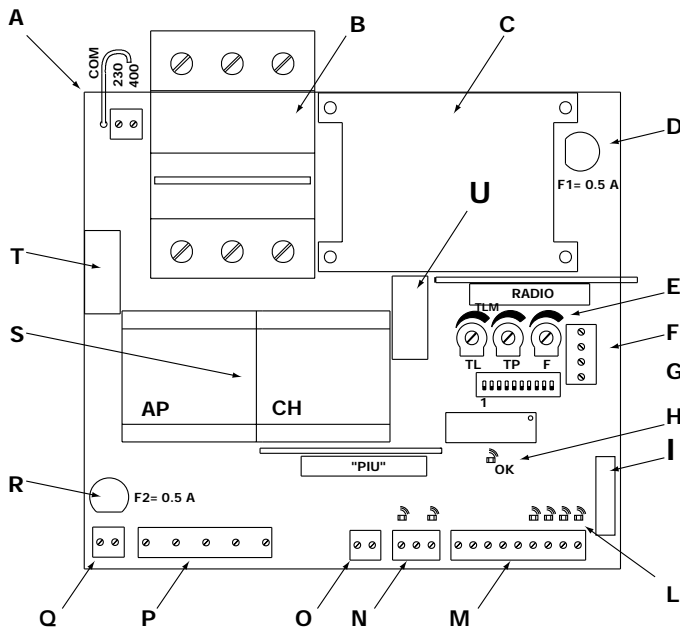 A
B
C
COM
230
400
D
F1= 0.5 A
U
T
RADIO
E
TLM
F
S
TL
TP
F
G
1
AP
CH
H
OK
I
"PIU"
R
F2= 0.5 A
L
Q
P
O
N
M